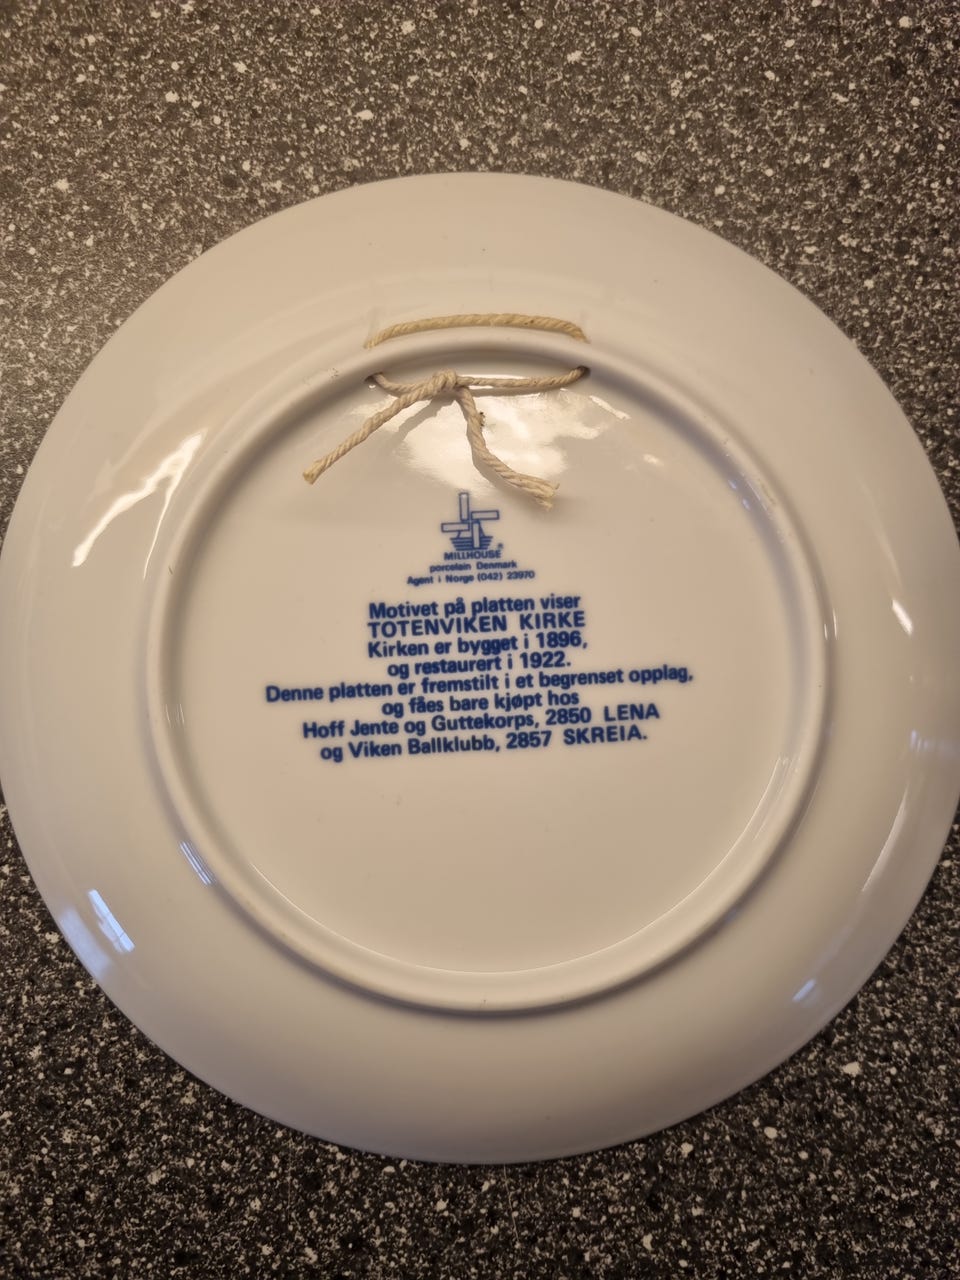 MILLHOUSE®
porcelain Denmark
Agent i Norge (042) 23970
Motivet på platten viser
TOTENVIKEN KIRKE
Kirken er bygget i 1896,
og restaurert i 1922.
Denne platten er fremstilt i et begrenset opplag,
og fåes bare kjøpt hos
Hoff Jente og Guttekorps, 2850 LENA
og Viken Ballklubb, 2857 SKREIA.